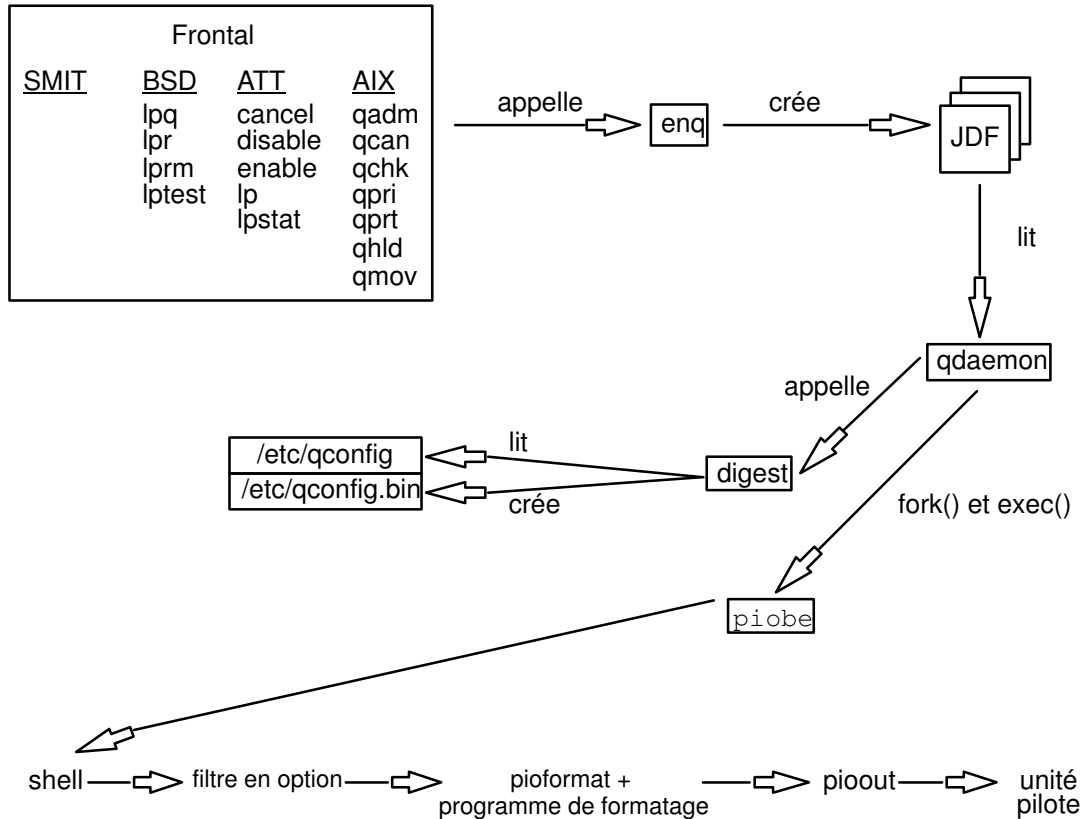 Frontal
SMIT BSD ATT AIX
lpq cancel qadm
lpr disable qcan
lprm enable qchk
lptest lp qpri
lpstat qprt
qhld
qmov
appelle
enq
crée
JDF
lit
qdaemon
appelle
digest
lit
/etc/qconfig
/etc/qconfig.bin
crée
fork() et exec()
piobe
shell
filtre en option
pioformat +
programme de formatage
pioout
unité
pilote